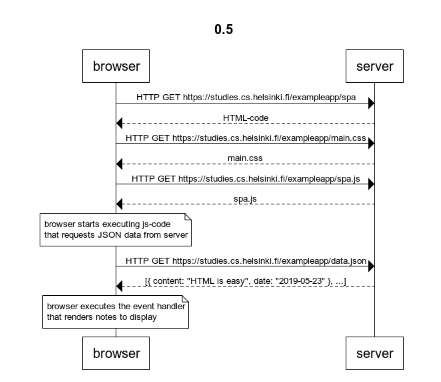 0.5
browser server
HTTP GET https://studies.cs.helsinki.fi/exampleapp/spa
HTML-code
HTTP GET https://studies.cs.helsinki.fi/exampleapp/main.css
main.css
HTTP GET https://studies.cs.helsinki.fi/exampleapp/spa.js
spa.js
browser starts executing js-code
that requests JSON data from server
HTTP GET https://studies.cs.helsinki.fi/exampleapp/data.json
[{ content: "HTML is easy", date: "2019-05-23" }, ...]
browser executes the event handler
that renders notes to display
browser server